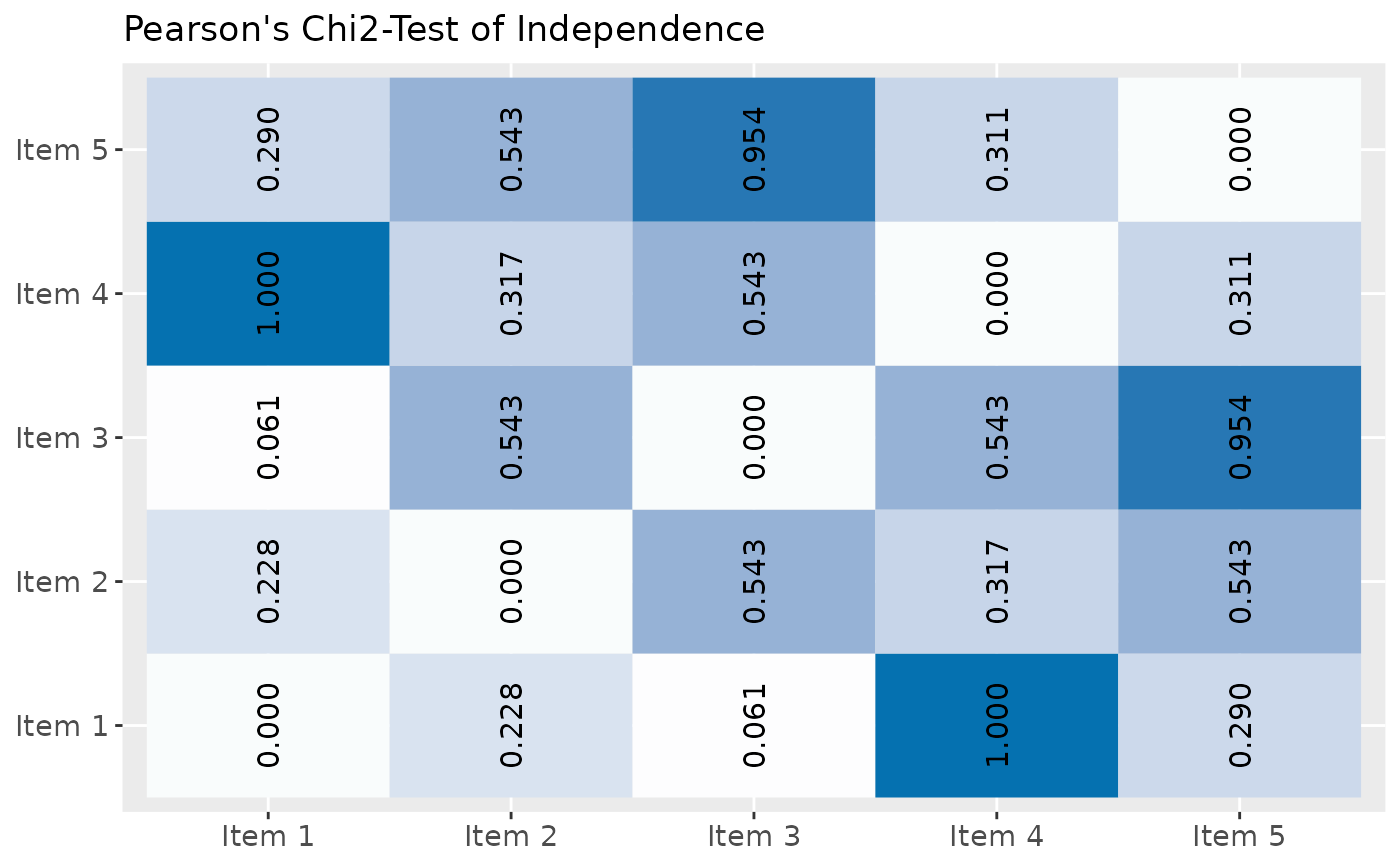 Pearson's Chi2-Test of Independence
Item 5 0.290 0.543 0.954 0.311 0.000
Item 4 1.000 0.317 0.543 0.000 0.311
Item 3 0.061 0.543 0.000 0.543 0.954
Item 2 0.228 0.000 0.543 0.317 0.543
Item 1 0.000 0.228 0.061 1.000 0.290
Item 1 Item 2 Item 3 Item 4 Item 5